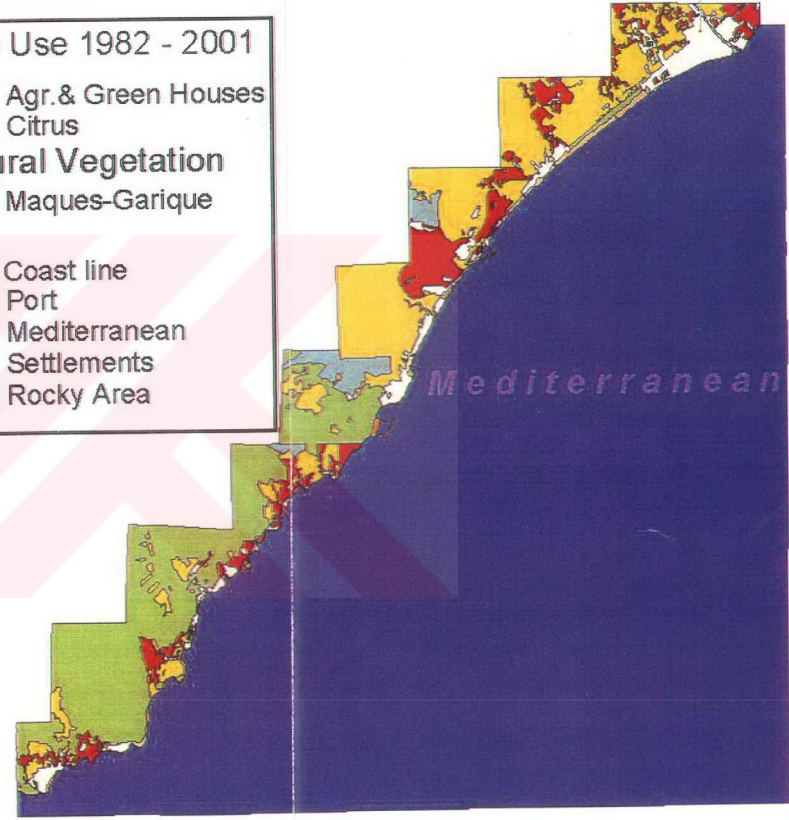 Use 1982 - 2001
Agr.& Green Houses
Citrus
ural Vegetation
Maques-Garique
Coast line
Port
Mediterranean
Settlements
Rocky Area
Mediterranean